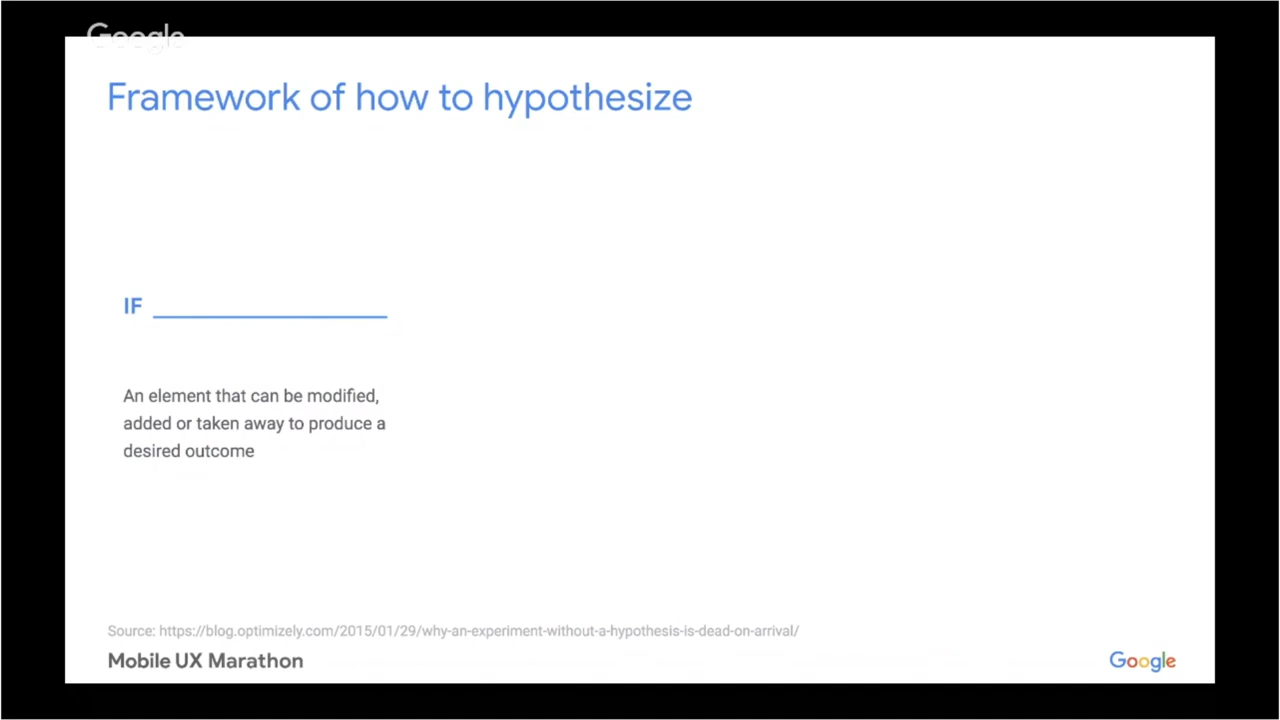 Google
Framework of how to hypothesize
IF
An element that can be modified,
added or taken away to produce a
desired outcome
Source: https://blog.optimizely.com/2015/01/29/why-an-experiment-without-a-hypothesis-is-dead-on-arrival/
Mobile UX Marathon
Google